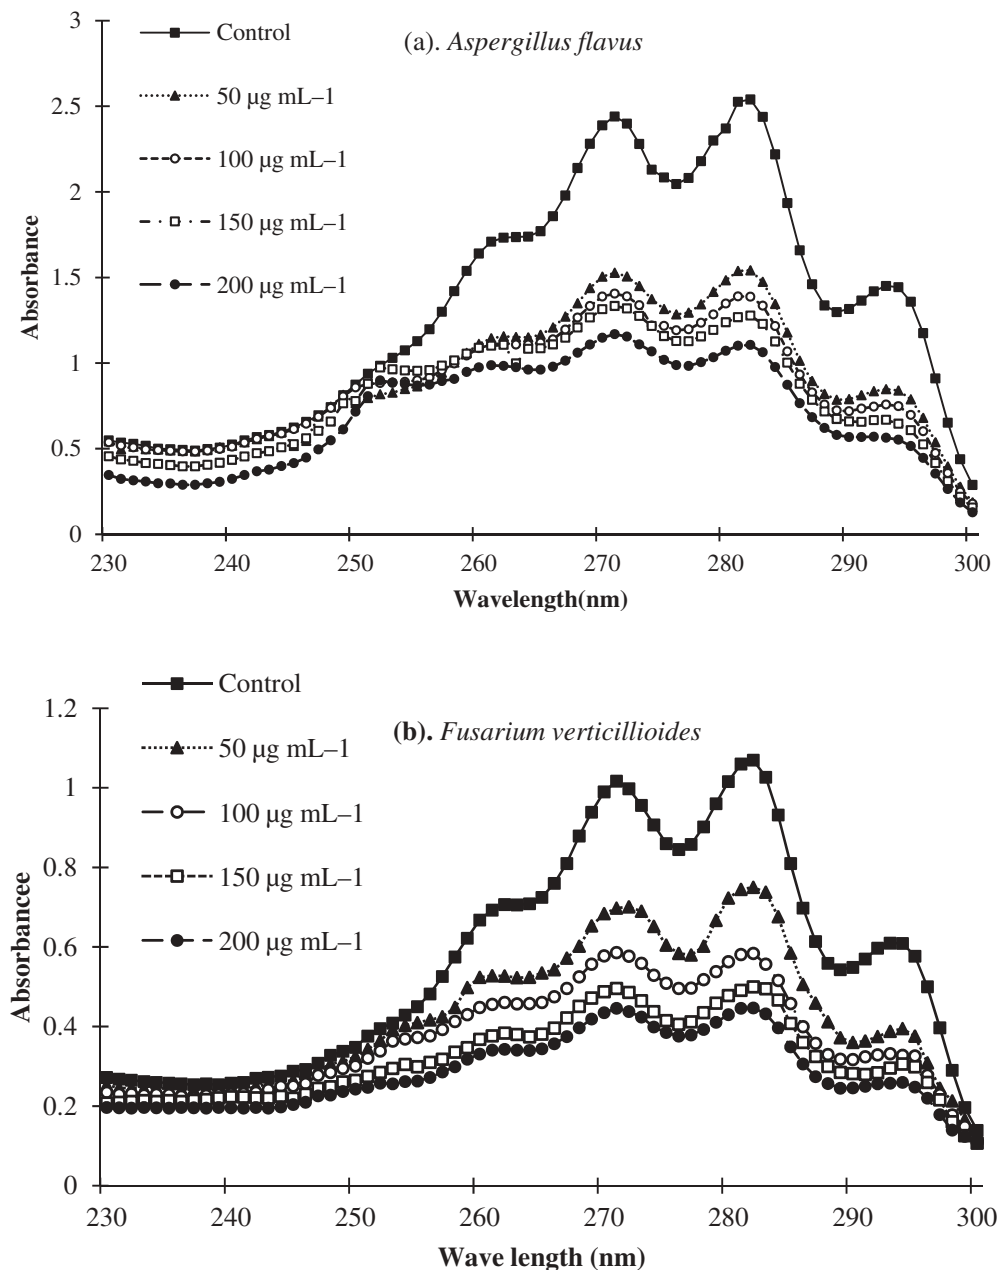 (a). Aspergillus flavus
Control
50 µg mL–1
100 µg mL–1
150 µg mL–1
200 µg mL–1
Absorbance
3
2.5
2
1.5
1
0.5
0
230 240 250 260 270 280 290 300
Wavelength(nm)
(b). Fusarium verticillioides
Control
50 µg mL–1
100 µg mL–1
150 µg mL–1
200 µg mL–1
Absorbancee
1.2
1
0.8
0.6
0.4
0.2
0
230 240 250 260 270 280 290 300
Wave length (nm)